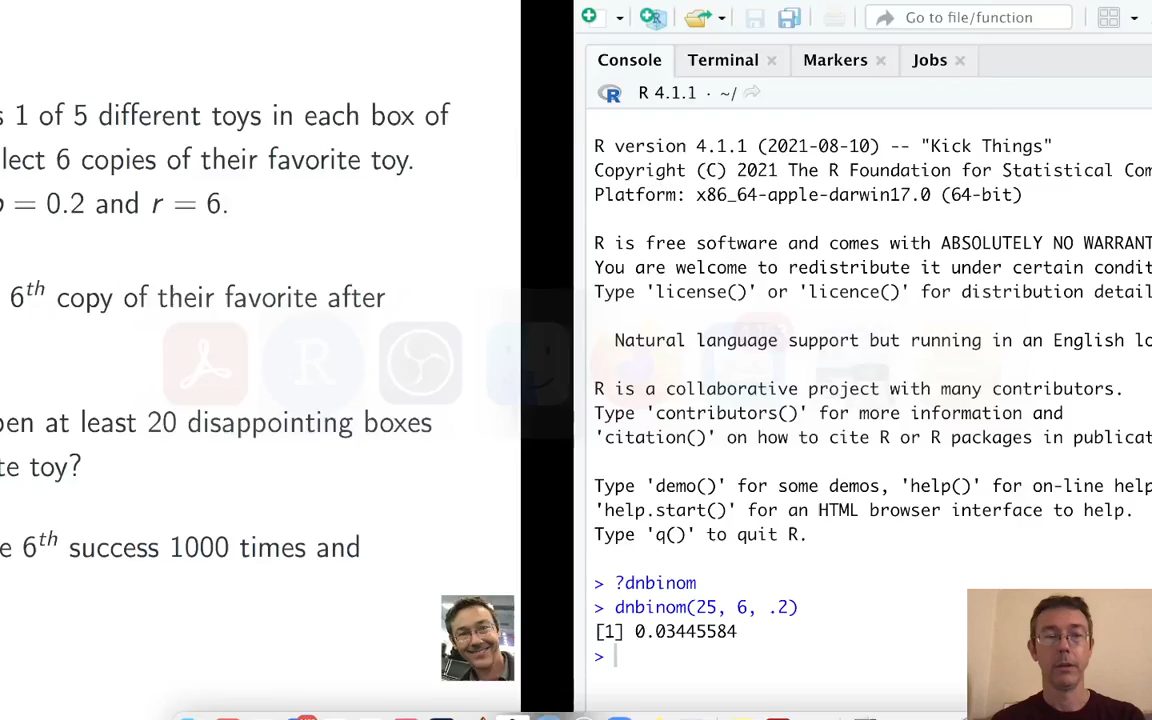 s 1 of 5 different toys in each box of
lect 6 copies of their favorite toy.
= 0.2 and r = 6.
6th copy of their favorite after
en at least 20 disappointing boxes
te toy?
e 6th success 1000 times and
Go to file/function
Console Terminal Markers Jobs
R 4.1.1 · ~/
R version 4.1.1 (2021-08-10) -- "Kick Things"
Copyright (C) 2021 The R Foundation for Statistical Com
Platform: x86_64-apple-darwin17.0 (64-bit)
R is free software and comes with ABSOLUTELY NO WARRANT
You are welcome to redistribute it under certain condit
Type 'license()' or 'licence()' for distribution detail
Natural language support but running in an English lo
R is a collaborative project with many contributors.
Type 'contributors()' for more information and
'citation()' on how to cite R or R packages in publicat
Type 'demo()' for some demos, 'help()' for on-line help
'help.start()' for an HTML browser interface to help.
Type 'q()' to quit R.
> ?dnbinom
> dnbinom(25, 6, .2)
[1] 0.03445584
>